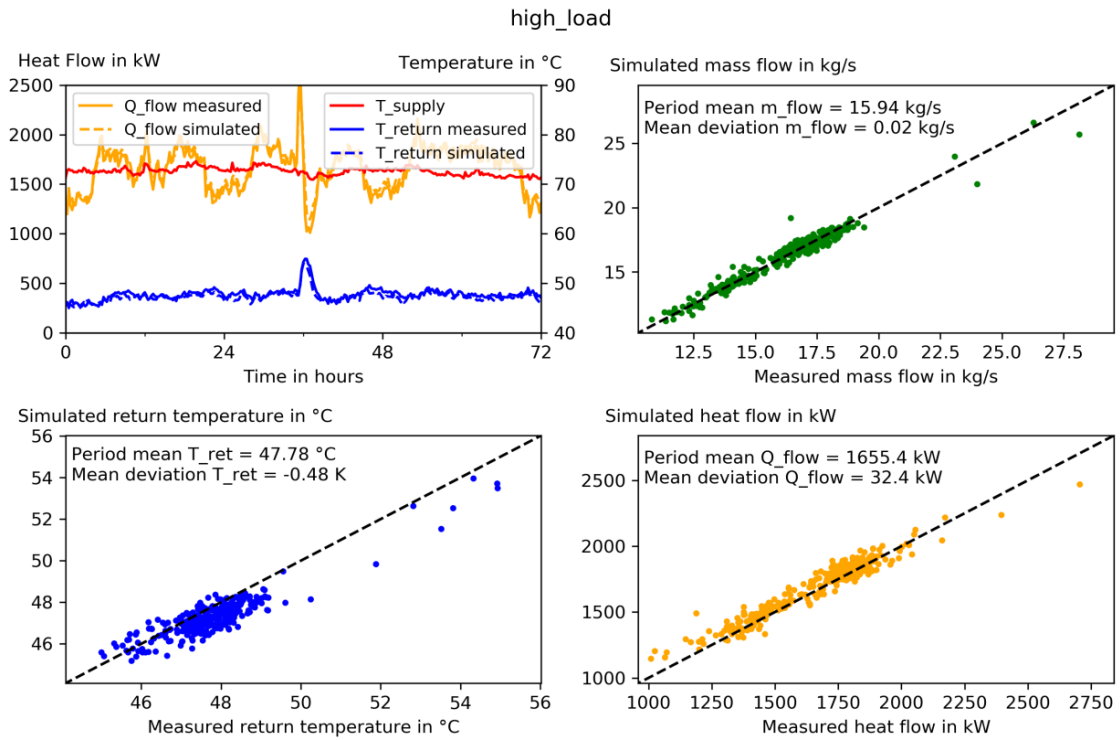 high_load
Heat Flow in kW
Temperature in °C
2500
2000
1500
1000
500
0
Q_flow measured
Q_flow simulated
T_supply
T_return measured
T_return simulated
90
80
70
60
50
40
0
24
48
72
Time in hours
Simulated mass flow in kg/s
Period mean m_flow = 15.94 kg/s
Mean deviation m_flow = 0.02 kg/s
25
20
15
12.5
15.0
17.5
20.0
22.5
25.0
27.5
Measured mass flow in kg/s
Simulated return temperature in °C
Period mean T_ret = 47.78 °C
Mean deviation T_ret = -0.48 K
56
54
52
50
48
46
46
48
50
52
54
56
Measured return temperature in °C
Simulated heat flow in kW
Period mean Q_flow = 1655.4 kW
Mean deviation Q_flow = 32.4 kW
2500
2000
1500
1000
1000
1250
1500
1750
2000
2250
2500
2750
Measured heat flow in kW